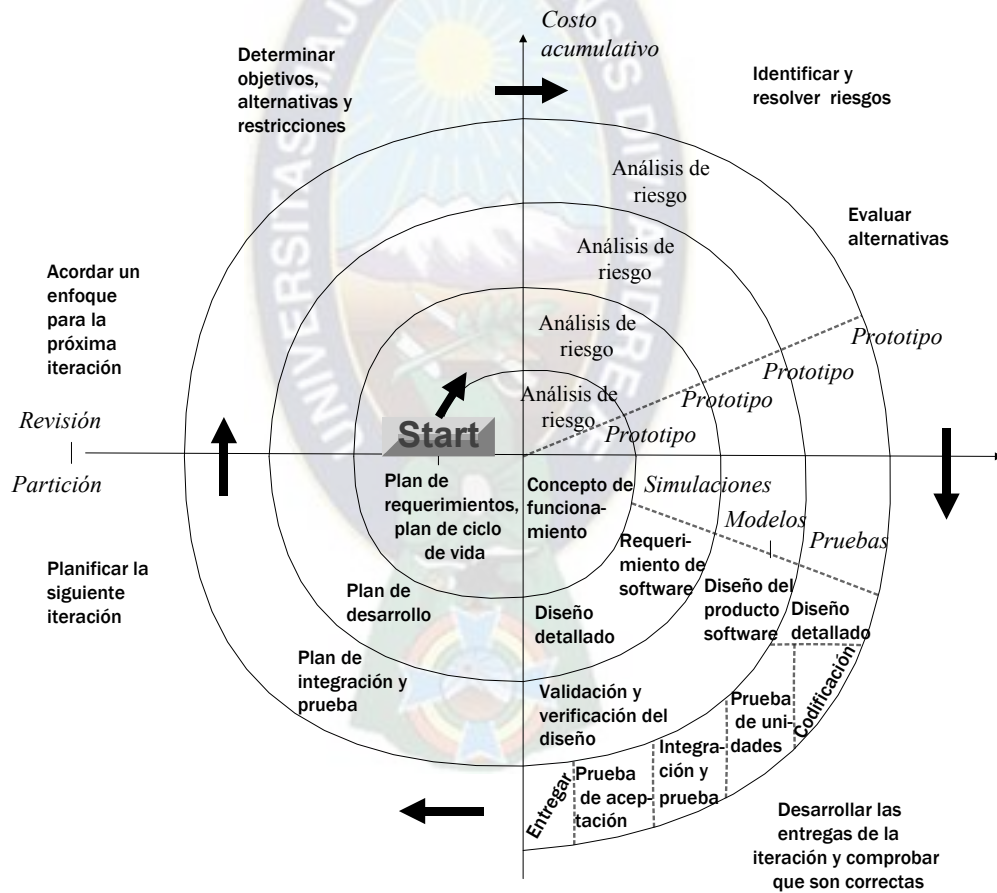 Costo
acumulativo
Determinar
objetivos,
alternativas y
restricciones
Identificar y
resolver riesgos
Análisis de
riesgo
Evaluar
alternativas
Análisis de
riesgo
Acordar un
enfoque
para la
próxima
iteración
Análisis de
riesgo
Prototipo
Prototipo
Prototipo
Prototipo
Análisis de
riesgo
Revisión
Partición
Start
Plan de
requerimientos,
plan de ciclo
de vida
Concepto de
funciona-
miento
Simulaciones
Modelos
Pruebas
Planificar la
siguiente
iteración
Plan de
desarrollo
Requeri-
miento de
software
Diseño
detallado
Diseño del
producto
software
Diseño
detallado
Plan de
integración y
prueba
Validación y
verificación del
diseño
Codificación
Prueba
de uni-
dades
Integra-
ción y
prueba
Prueba
de acep-
tación
Entregar
Desarrollar las
entregas de la
iteración y comprobar
que son correctas